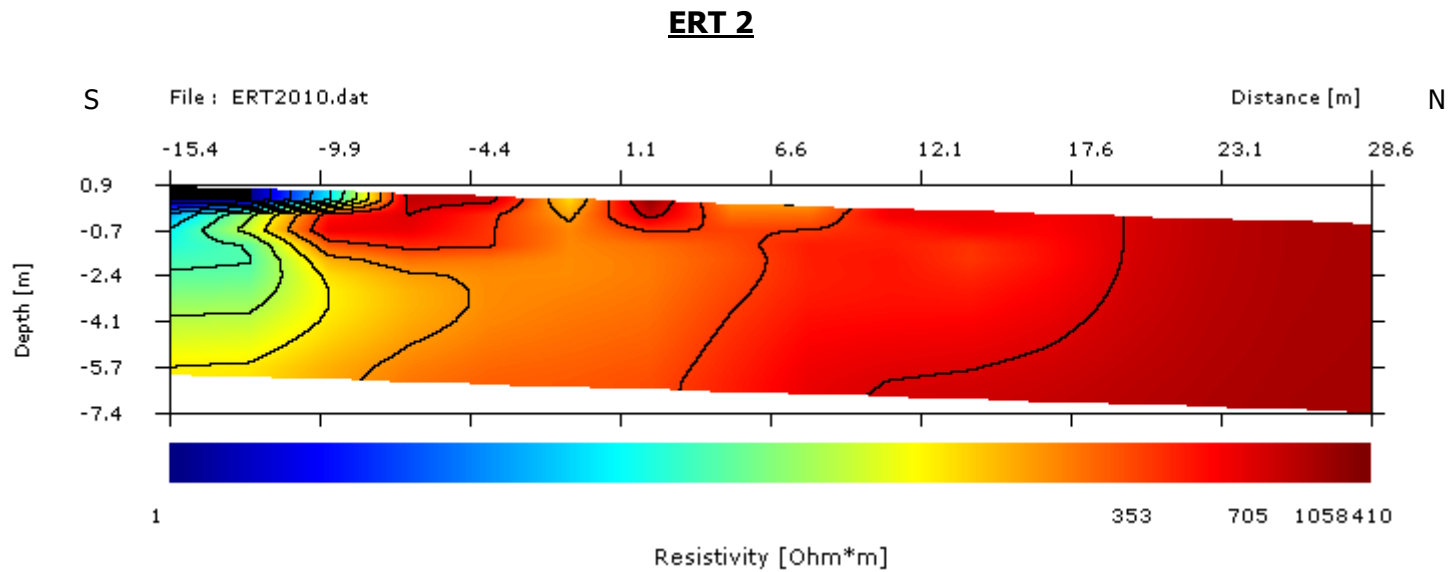 ERT 2
S File : ERT2010.dat Distance [m] N
-15.4 -9.9 -4.4 1.1 6.6 12.1 17.6 23.1 28.6
0.9
-0.7
-2.4
-4.1
-5.7
-7.4
Depth [m]
1 353 705 1058410
Resistivity [Ohm*m]